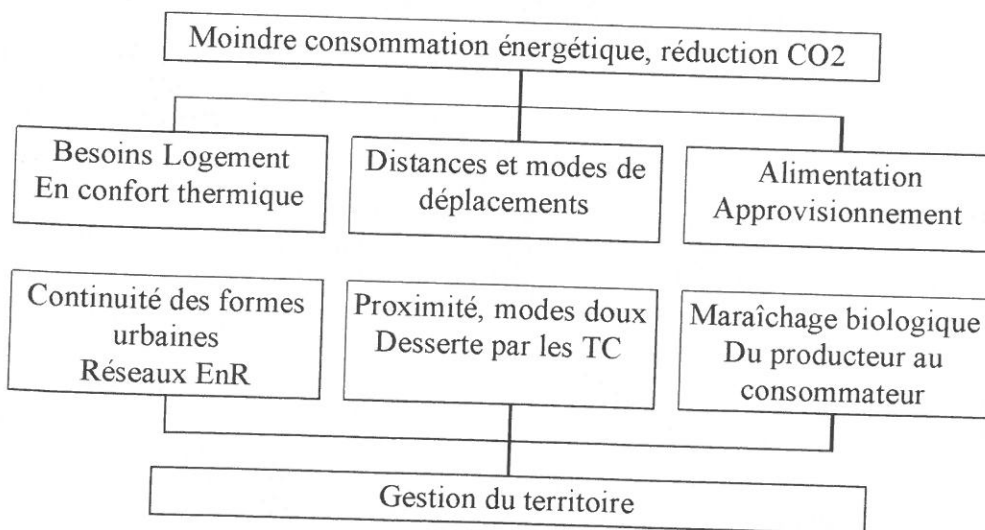 Moindre consommation énergétique, réduction CO2
Besoins Logement
En confort thermique
Distances et modes de
déplacements
Alimentation
Approvisionnement
Continuité des formes
urbaines
Réseaux EnR
Proximité, modes doux
Desserte par les TC
Maraîchage biologique
Du producteur au
consommateur
Gestion du territoire